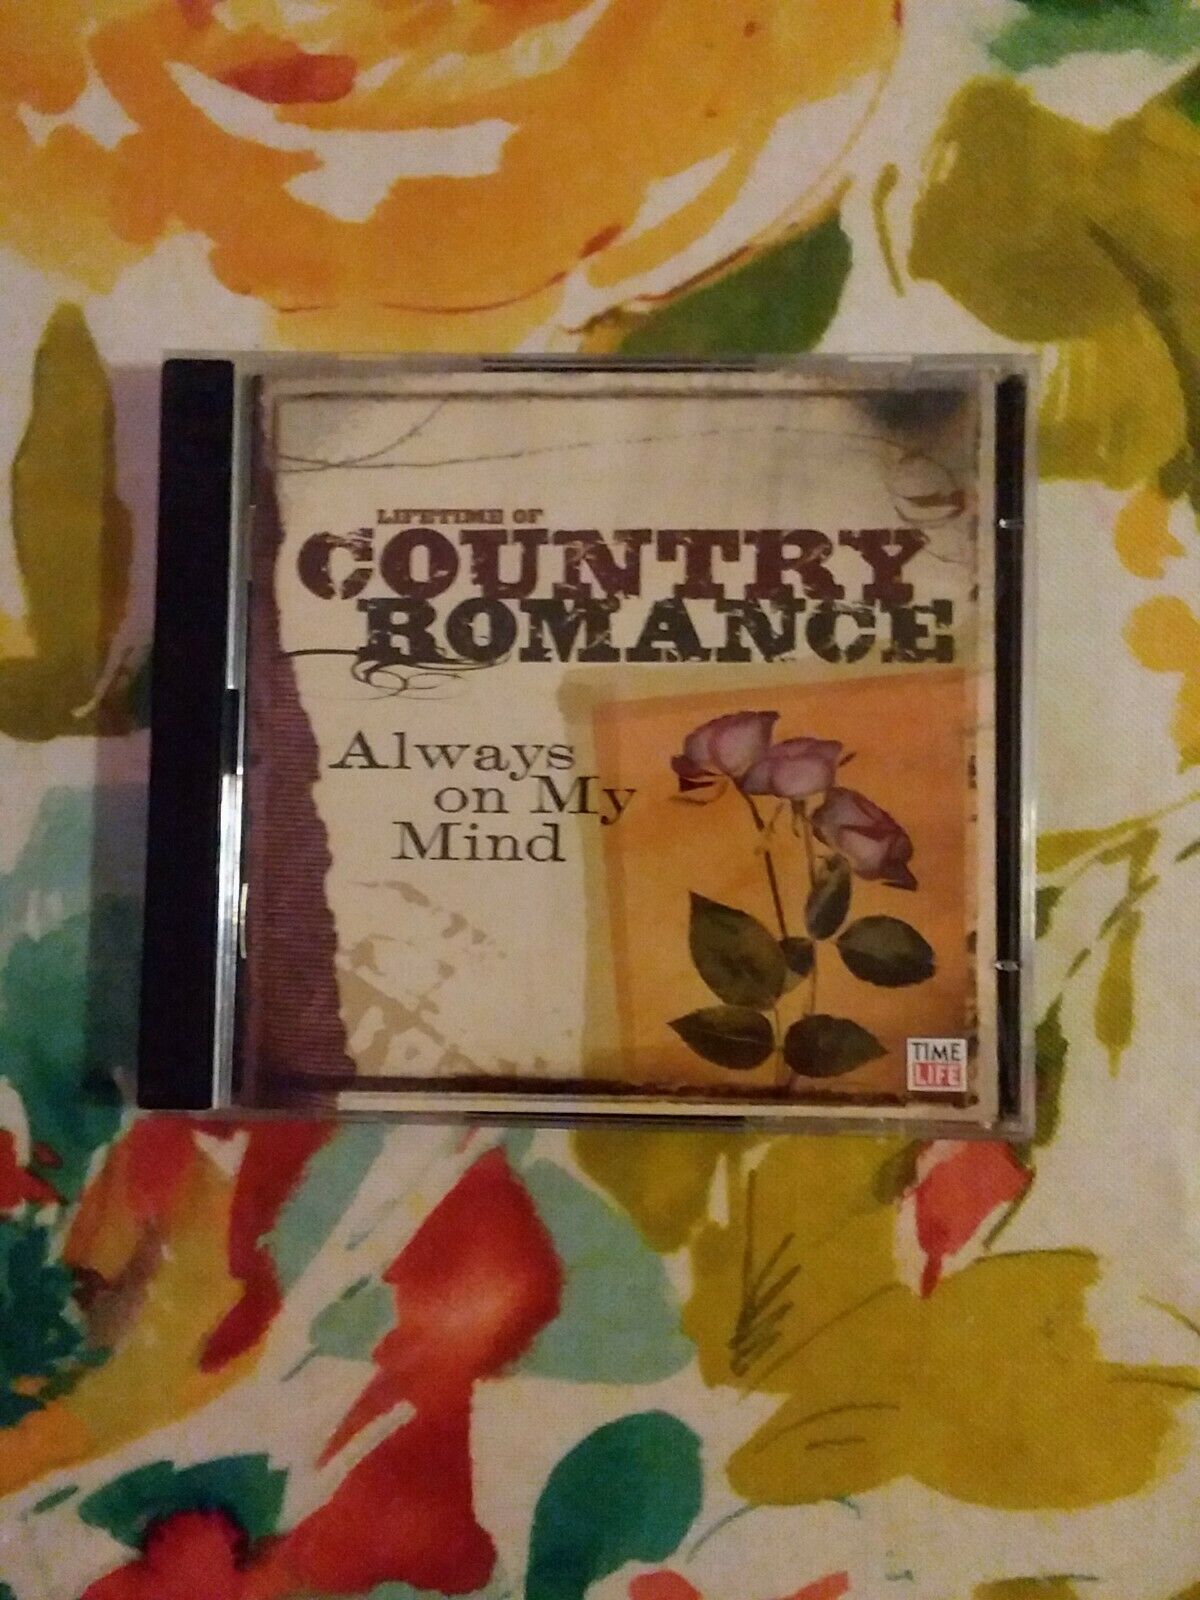 LIFETIME OF
COUNTRY
ROMANCE
Always
on My
Mind
TIME
LIFE